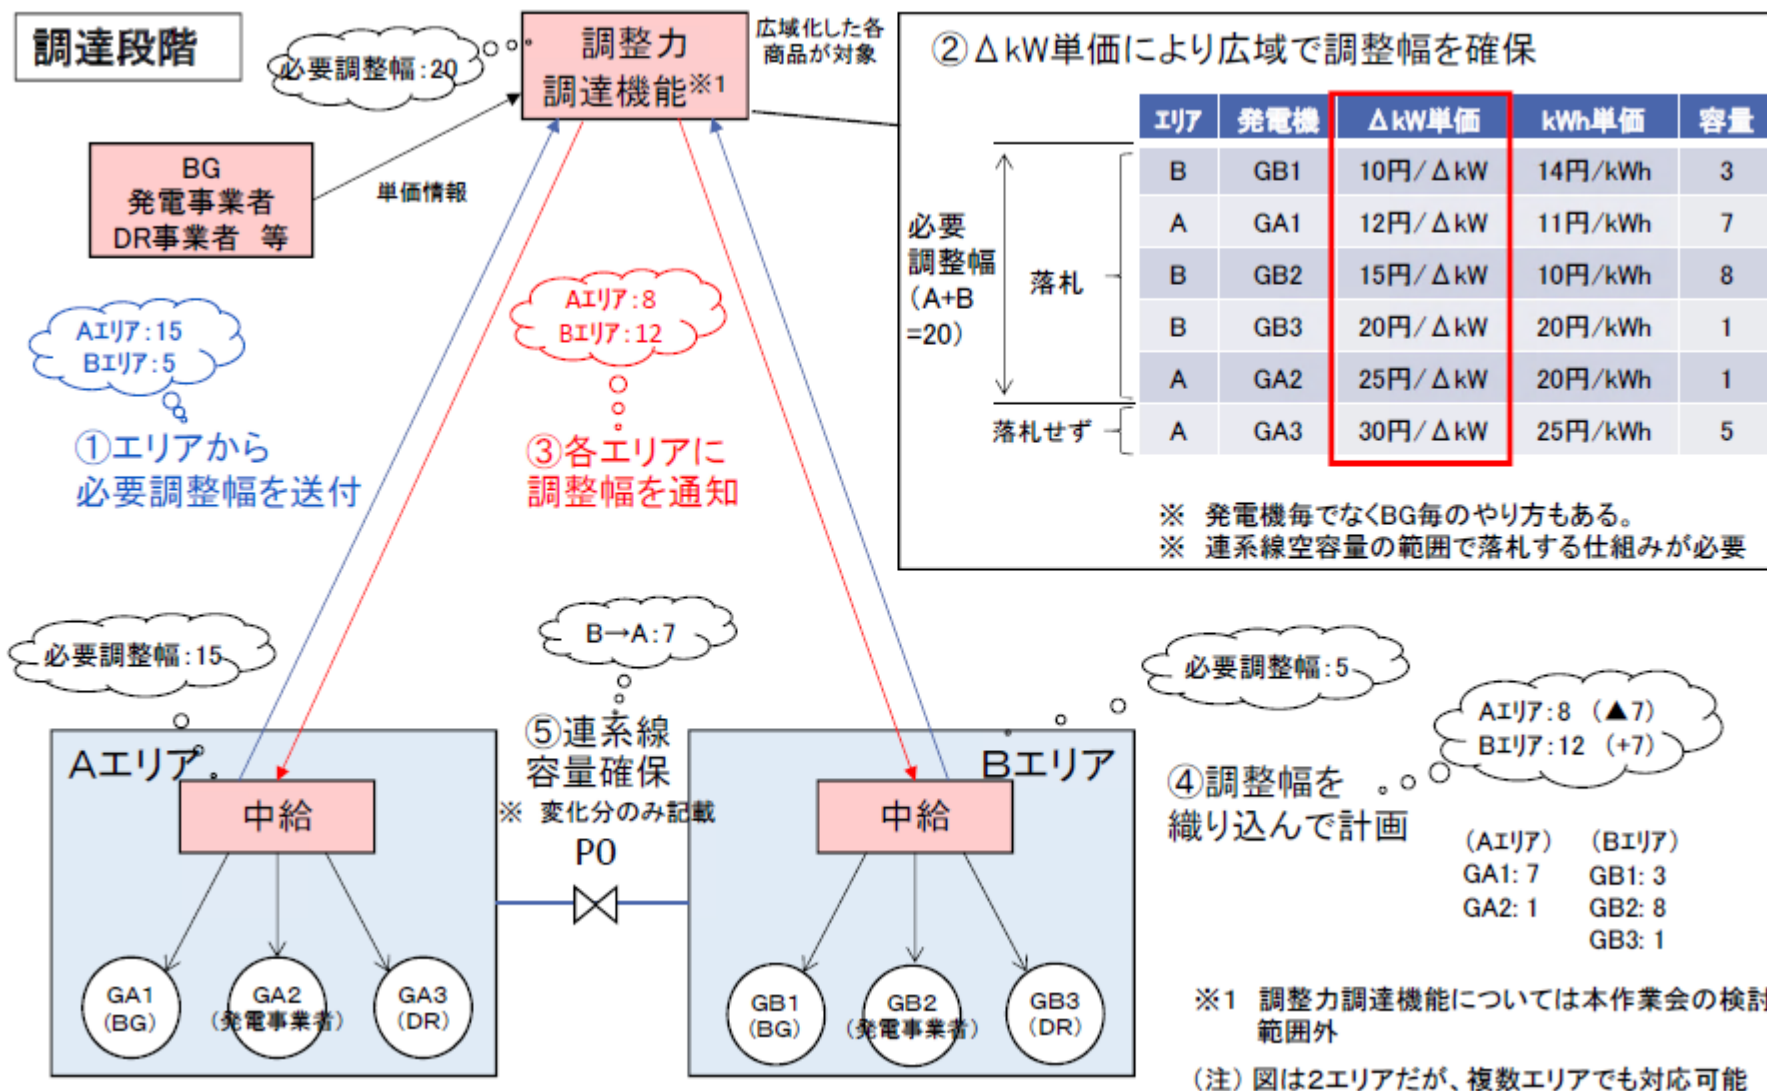 調達段階
必要調整幅:20
調整力
調達機能※1
広域化した各
商品が対象
BG
発電事業者
DR事業者 等
単価情報
②ΔkW単価により広域で調整幅を確保
エリア 発電機 ΔkW単価 kWh単価 容量
B GB1 10円/ΔkW 14円/kWh 3
A GA1 12円/ΔkW 11円/kWh 7
B GB2 15円/ΔkW 10円/kWh 8
B GB3 20円/ΔkW 20円/kWh 1
A GA2 25円/ΔkW 20円/kWh 1
A GA3 30円/ΔkW 25円/kWh 5
必要
調整幅
(A+B
=20)
落札
落札せず
※ 発電機毎でなくBG毎のやり方もある。
※ 連系線空容量の範囲で落札する仕組みが必要
Aエリア:15
Bエリア:5
①エリアから
必要調整幅を送付
Aエリア:8
Bエリア:12
③各エリアに
調整幅を通知
必要調整幅:15
B→A:7
必要調整幅:5
Aエリア:8 (▲7)
Bエリア:12 (+7)
⑤連系線
容量確保
※ 変化分のみ記載
P0
④調整幅を
織り込んで計画
(Aエリア) (Bエリア)
GA1: 7 GB1: 3
GA2: 1 GB2: 8
GB3: 1
Aエリア
中給
GA1
(BG)
GA2
(発電事業者)
GA3
(DR)
Bエリア
中給
GB1
(BG)
GB2
(発電事業者)
GB3
(DR)
※1 調整力調達機能については本作業会の検討
範囲外
(注)図は2エリアだが、複数エリアでも対応可能